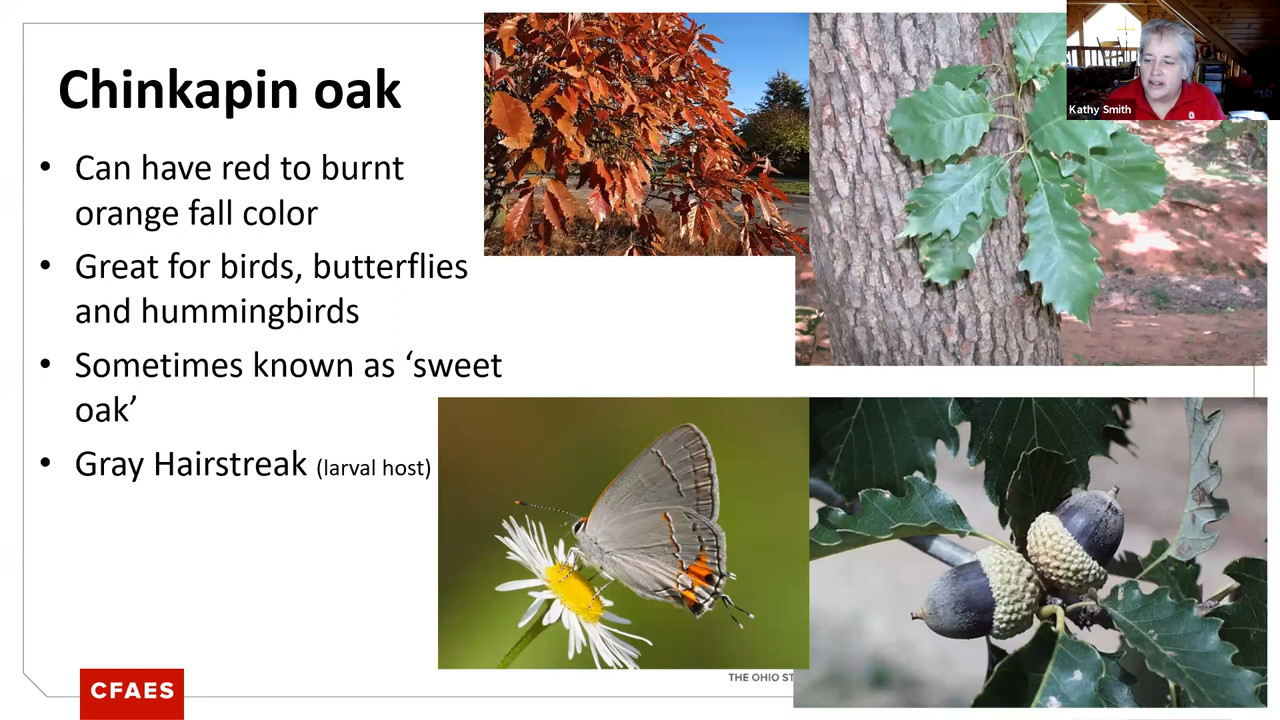 Chinkapin oak
• Can have red to burnt
orange fall color
• Great for birds, butterflies
and hummingbirds
• Sometimes known as ‘sweet
oak’
• Gray Hairstreak (larval host)
Kathy Smith
CFAES
THE OHIO ST